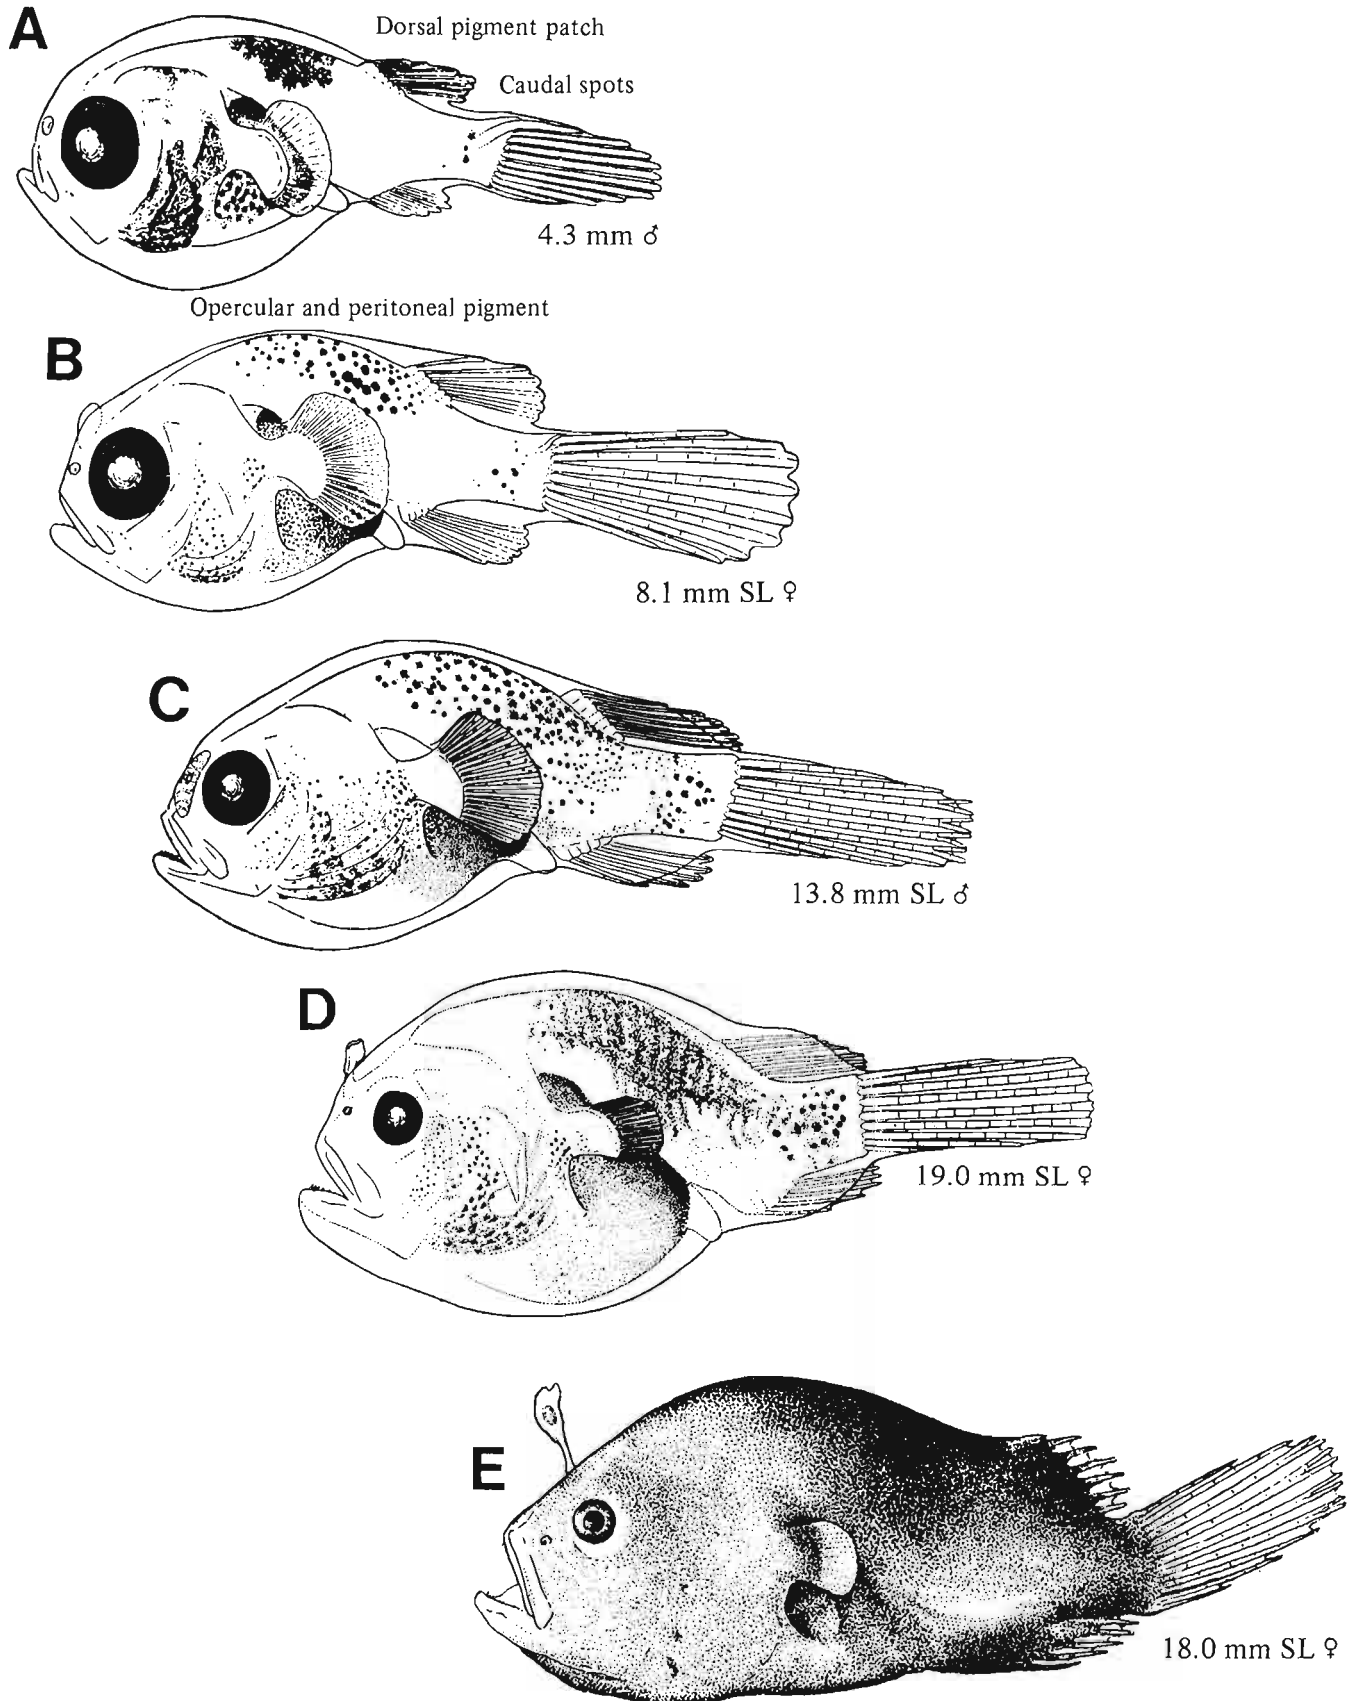 A
Dorsal pigment patch
Caudal spots
4.3 mm ♂
Opercular and peritoneal pigment
B
8.1 mm SL ♀
C
13.8 mm SL ♂
D
19.0 mm SL ♀
E
18.0 mm SL ♀